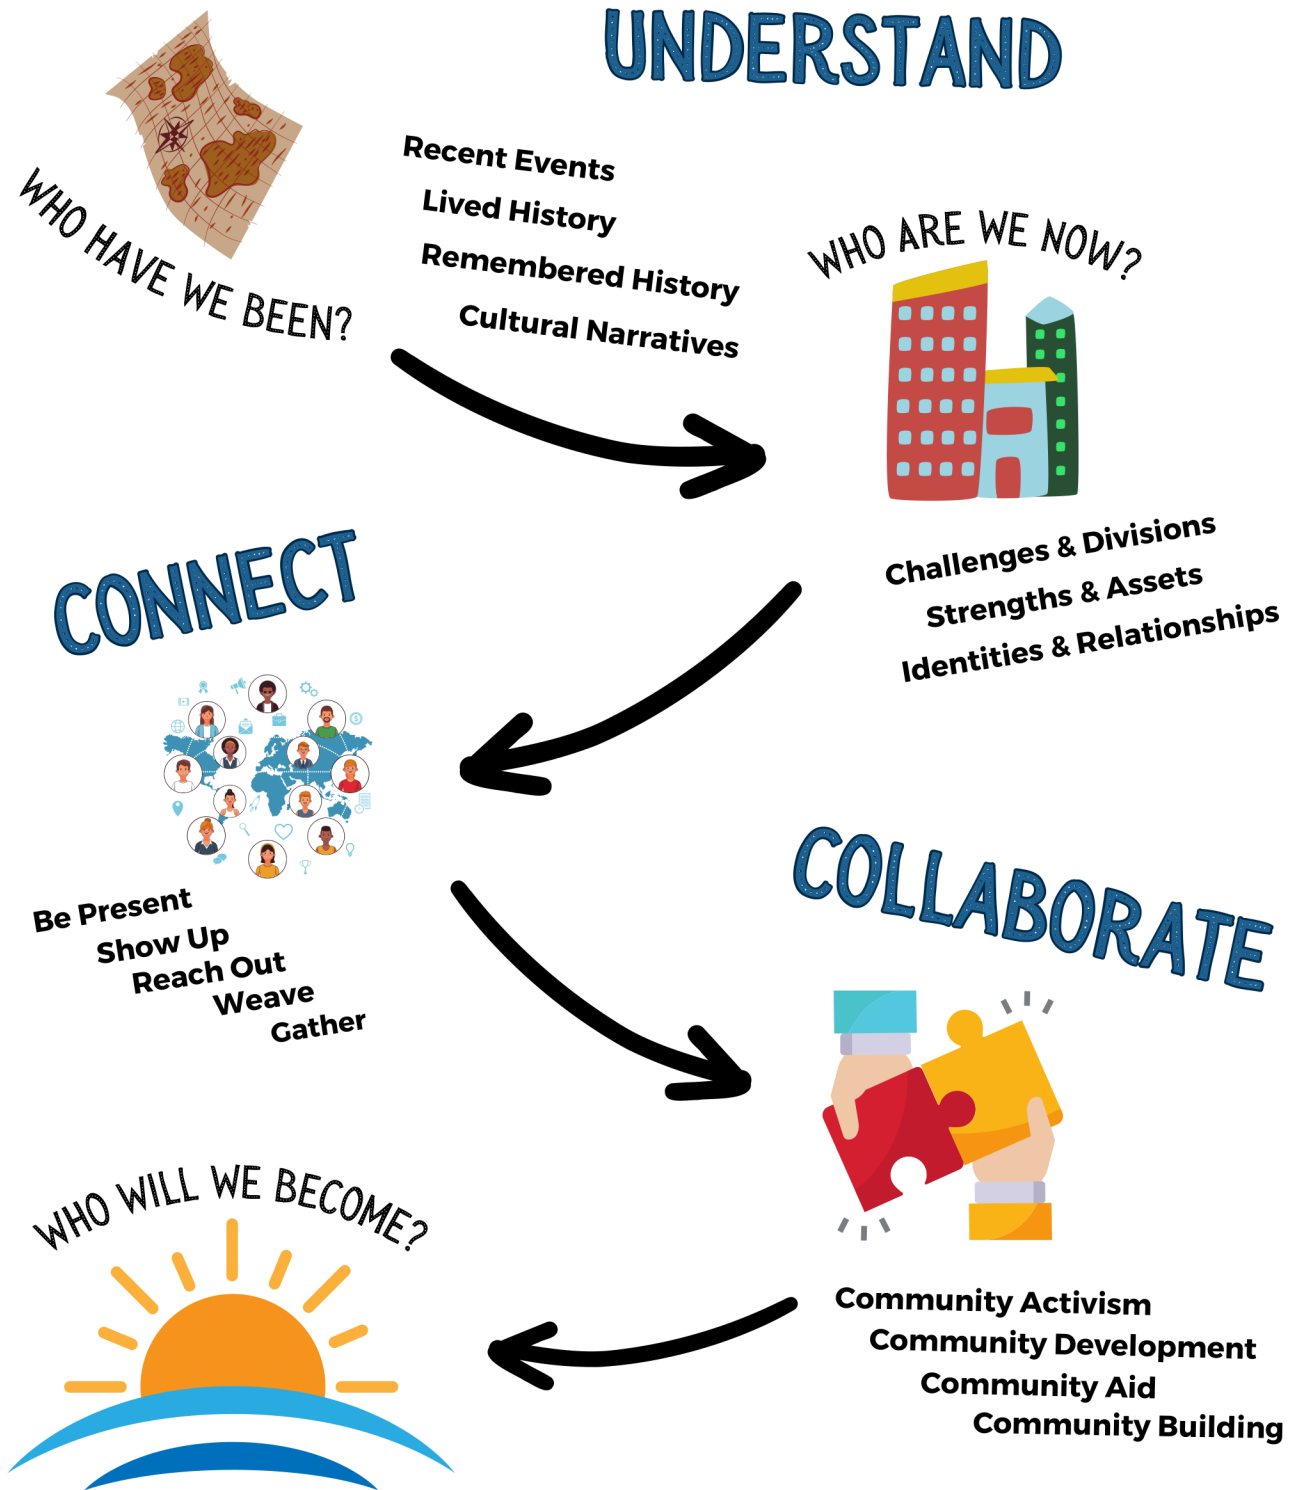 UNDERSTAND
WHO HAVE WE BEEN?
Recent Events
Lived History
Remembered History
Cultural Narratives
WHO ARE WE NOW?
Challenges & Divisions
Strengths & Assets
Identities & Relationships
CONNECT
Be Present
Show Up
Reach Out
Weave
Gather
COLLABORATE
Community Activism
Community Development
Community Aid
Community Building
WHO WILL WE BECOME?